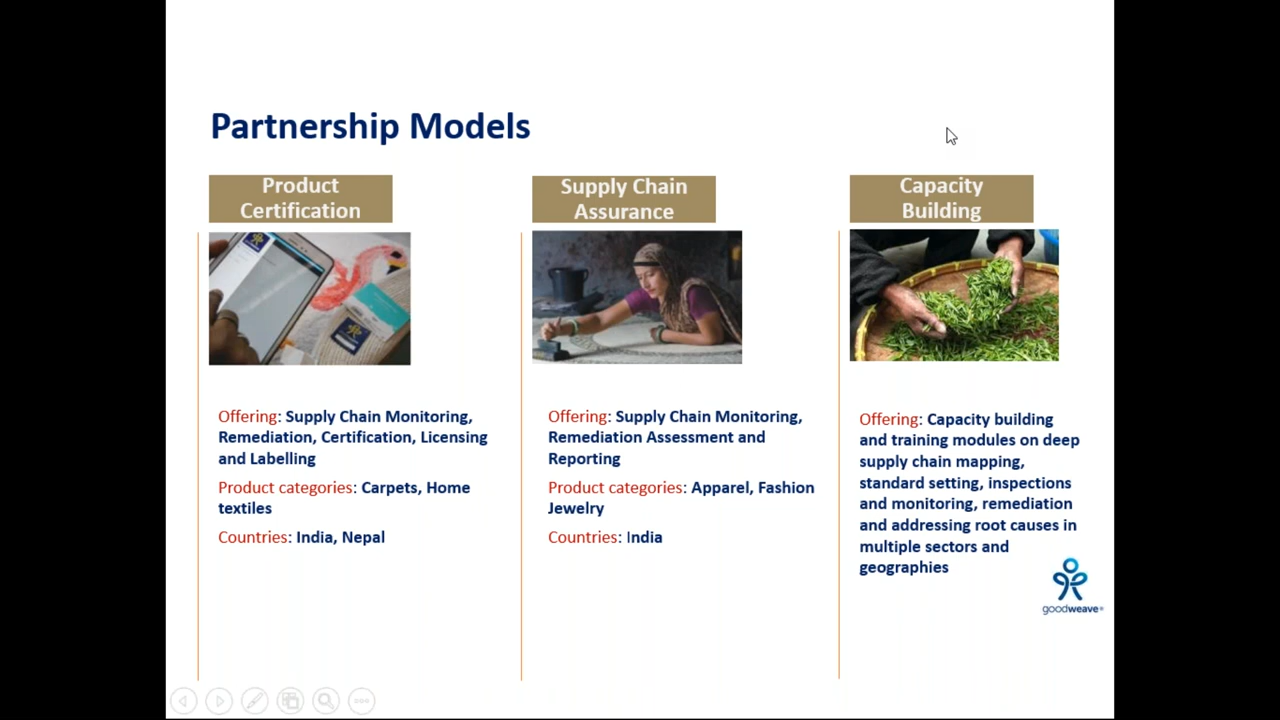 Partnership Models
Product
Certification
Offering: Supply Chain Monitoring,
Remediation, Certification, Licensing
and Labelling
Product categories: Carpets, Home
textiles
Countries: India, Nepal
Supply Chain
Assurance
Offering: Supply Chain Monitoring,
Remediation Assessment and
Reporting
Product categories: Apparel, Fashion
Jewelry
Countries: India
Capacity
Building
Offering: Capacity building
and training modules on deep
supply chain mapping,
standard setting, inspections
and monitoring, remediation
and addressing root causes in
multiple sectors and
geographies
goodweave®